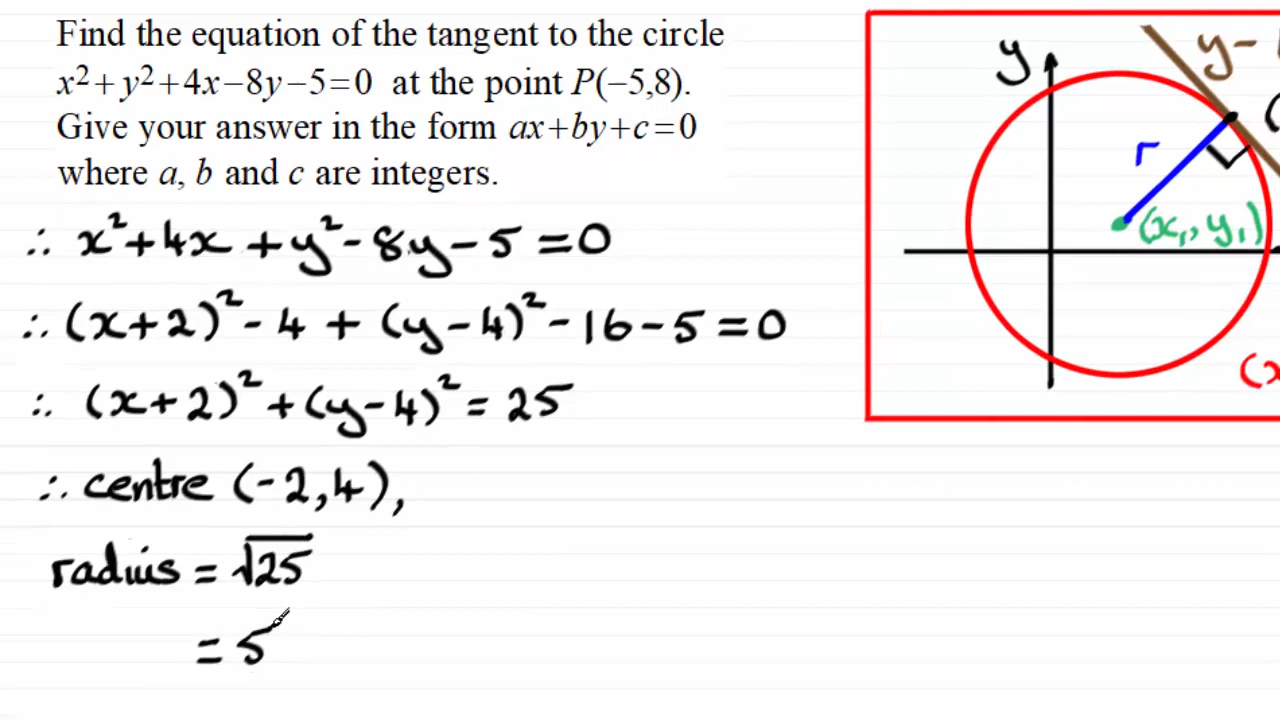 Find the equation of the tangent to the circle
x²+y²+4x−8y−5=0 at the point P(−5,8).
Give your answer in the form ax+by+c=0
where a, b and c are integers.
∴ x²+4x+y²-8y-5=0
∴ (x+2)²-4+(y-4)²-16-5=0
∴ (x+2)²+(y-4)²=25
∴ centre (-2,4),
radius = √25
= 5
y
y-
r
(x₁,y₁)
(x